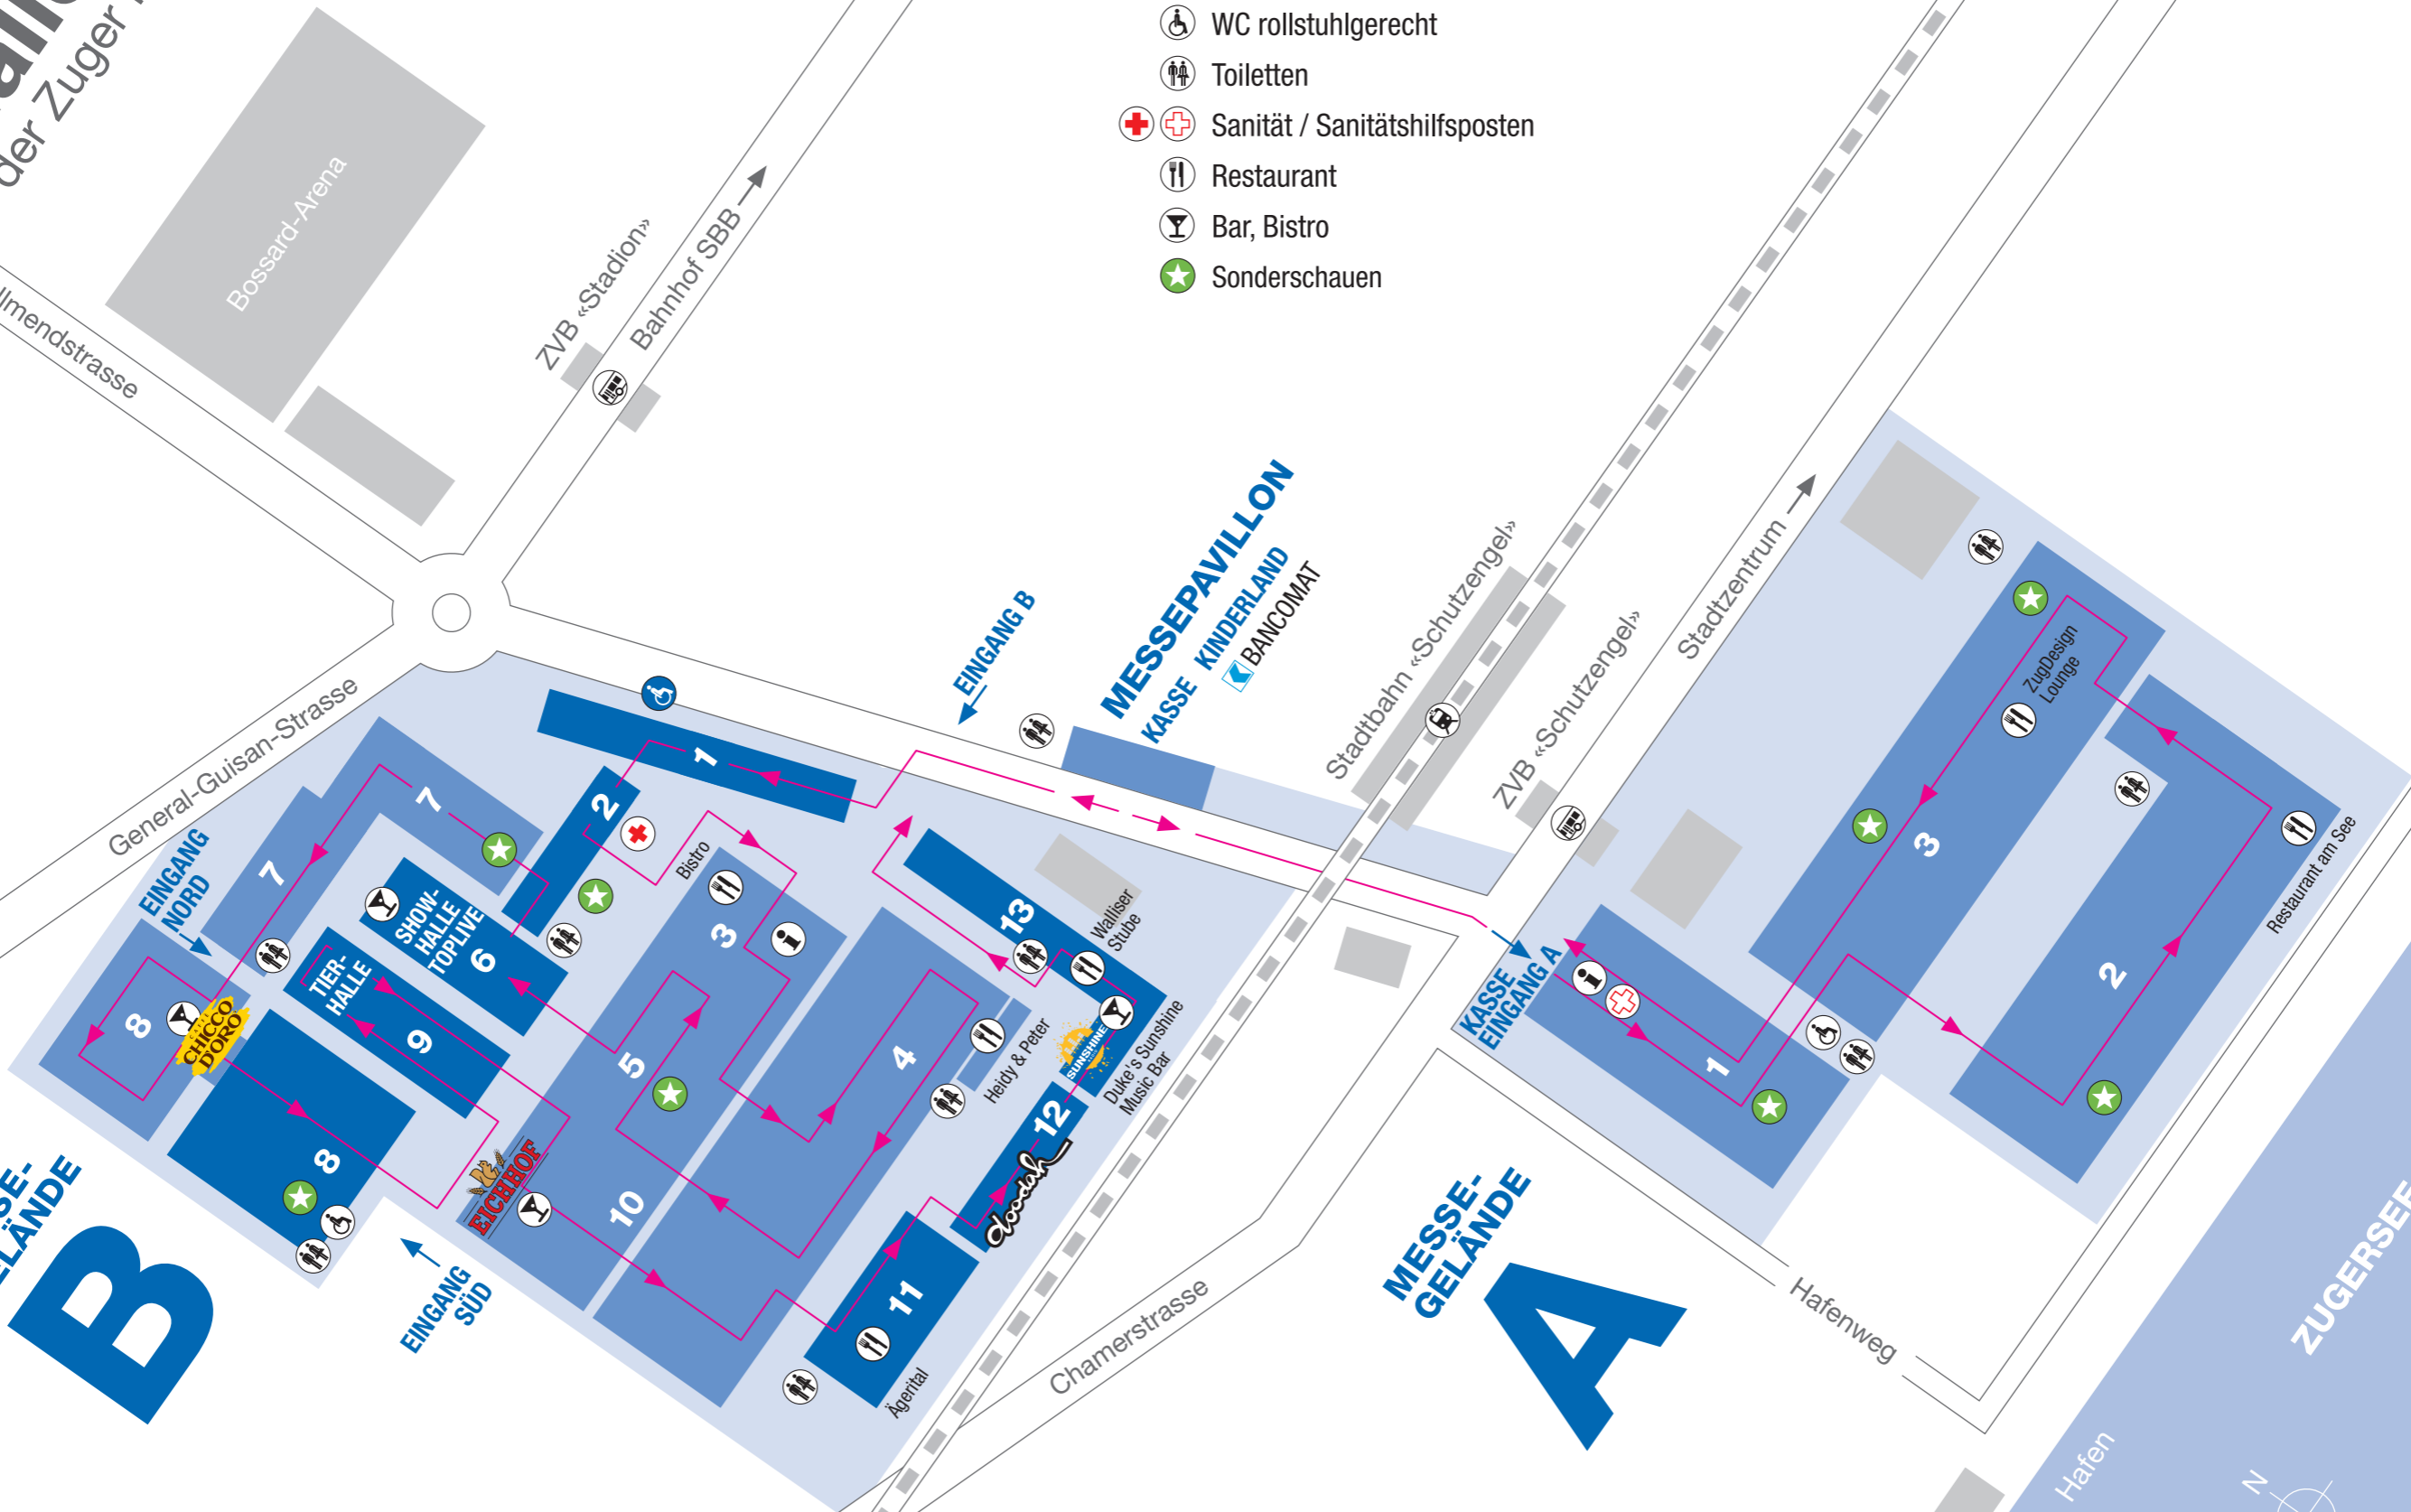 der Zuger
WC rollstuhlgerecht
Toiletten
Sanität / Sanitätshilfsposten
Restaurant
Bar, Bistro
Sonderschauen
Bossard-Arena
ZVB «Stadion»
Bahnhof SBB
General-Guisan-Strasse
EINGANG B
MESSEPAVILLON
KASSE KINDERLAND
BANCOMAT
Stadtbahn «Schutzengel»
ZVB «Schutzengel»
Stadtzentrum
EINGANG
NORD
7
7
8
8
CHICCO
D'ORO
TIER-
HALLE
9
SHOW-
HALLE
TOPLIVE
6
2
1
Bistro
3
5
10
4
EICHHOF
EINGANG
SÜD
13
Walliser
Stube
SUNSHINE
Duke's Sunshine
Music Bar
Heidy & Peter
12
doodah
11
Ägerital
Chamerstrasse
B
KASSE
EINGANG A
1
2
3
ZugDesign
Lounge
Restaurant am See
MESSE-
GELÄNDE
A
Hafenweg
Hafen
ZUGERSEE
N